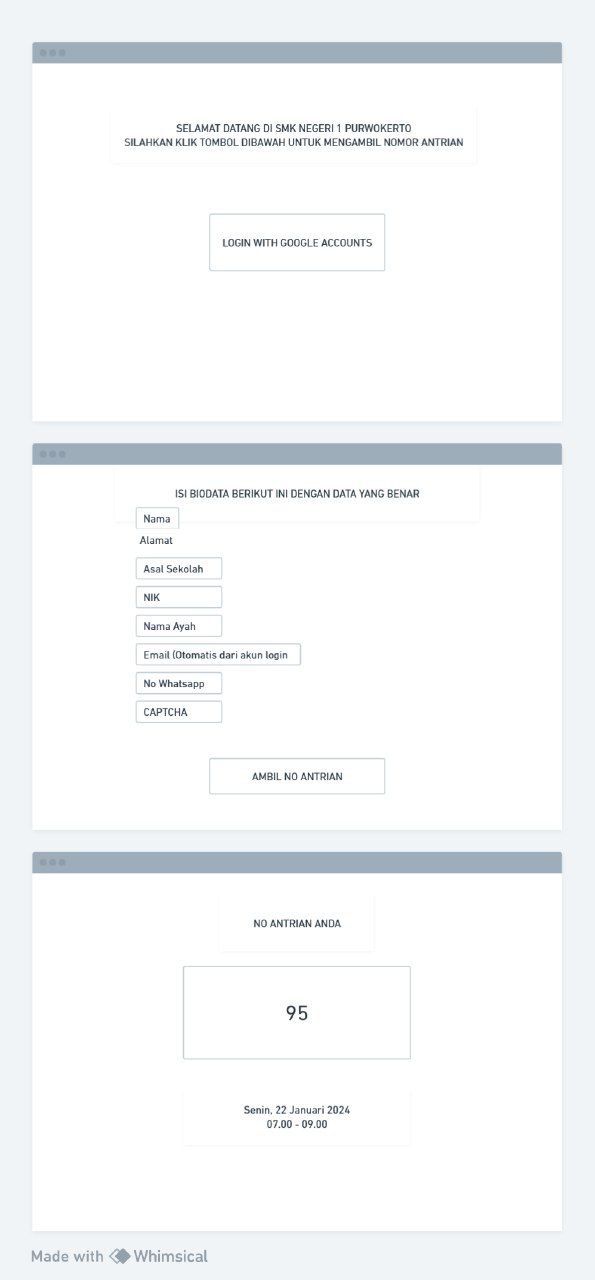 SELAMAT DATANG DI SMK NEGERI 1 PURWOKERTO
SILAHKAN KLIK TOMBOL DIBAWAH UNTUK MENGAMBIL NOMOR ANTRIAN
LOGIN WITH GOOGLE ACCOUNTS
ISI BIODATA BERIKUT INI DENGAN DATA YANG BENAR
Nama
Alamat
Asal Sekolah
NIK
Nama Ayah
Email (Otomatis dari akun login
No Whatsapp
CAPTCHA
AMBIL NO ANTRIAN
NO ANTRIAN ANDA
95
Senin, 22 Januari 2024
07.00 - 09.00
Made with Whimsical